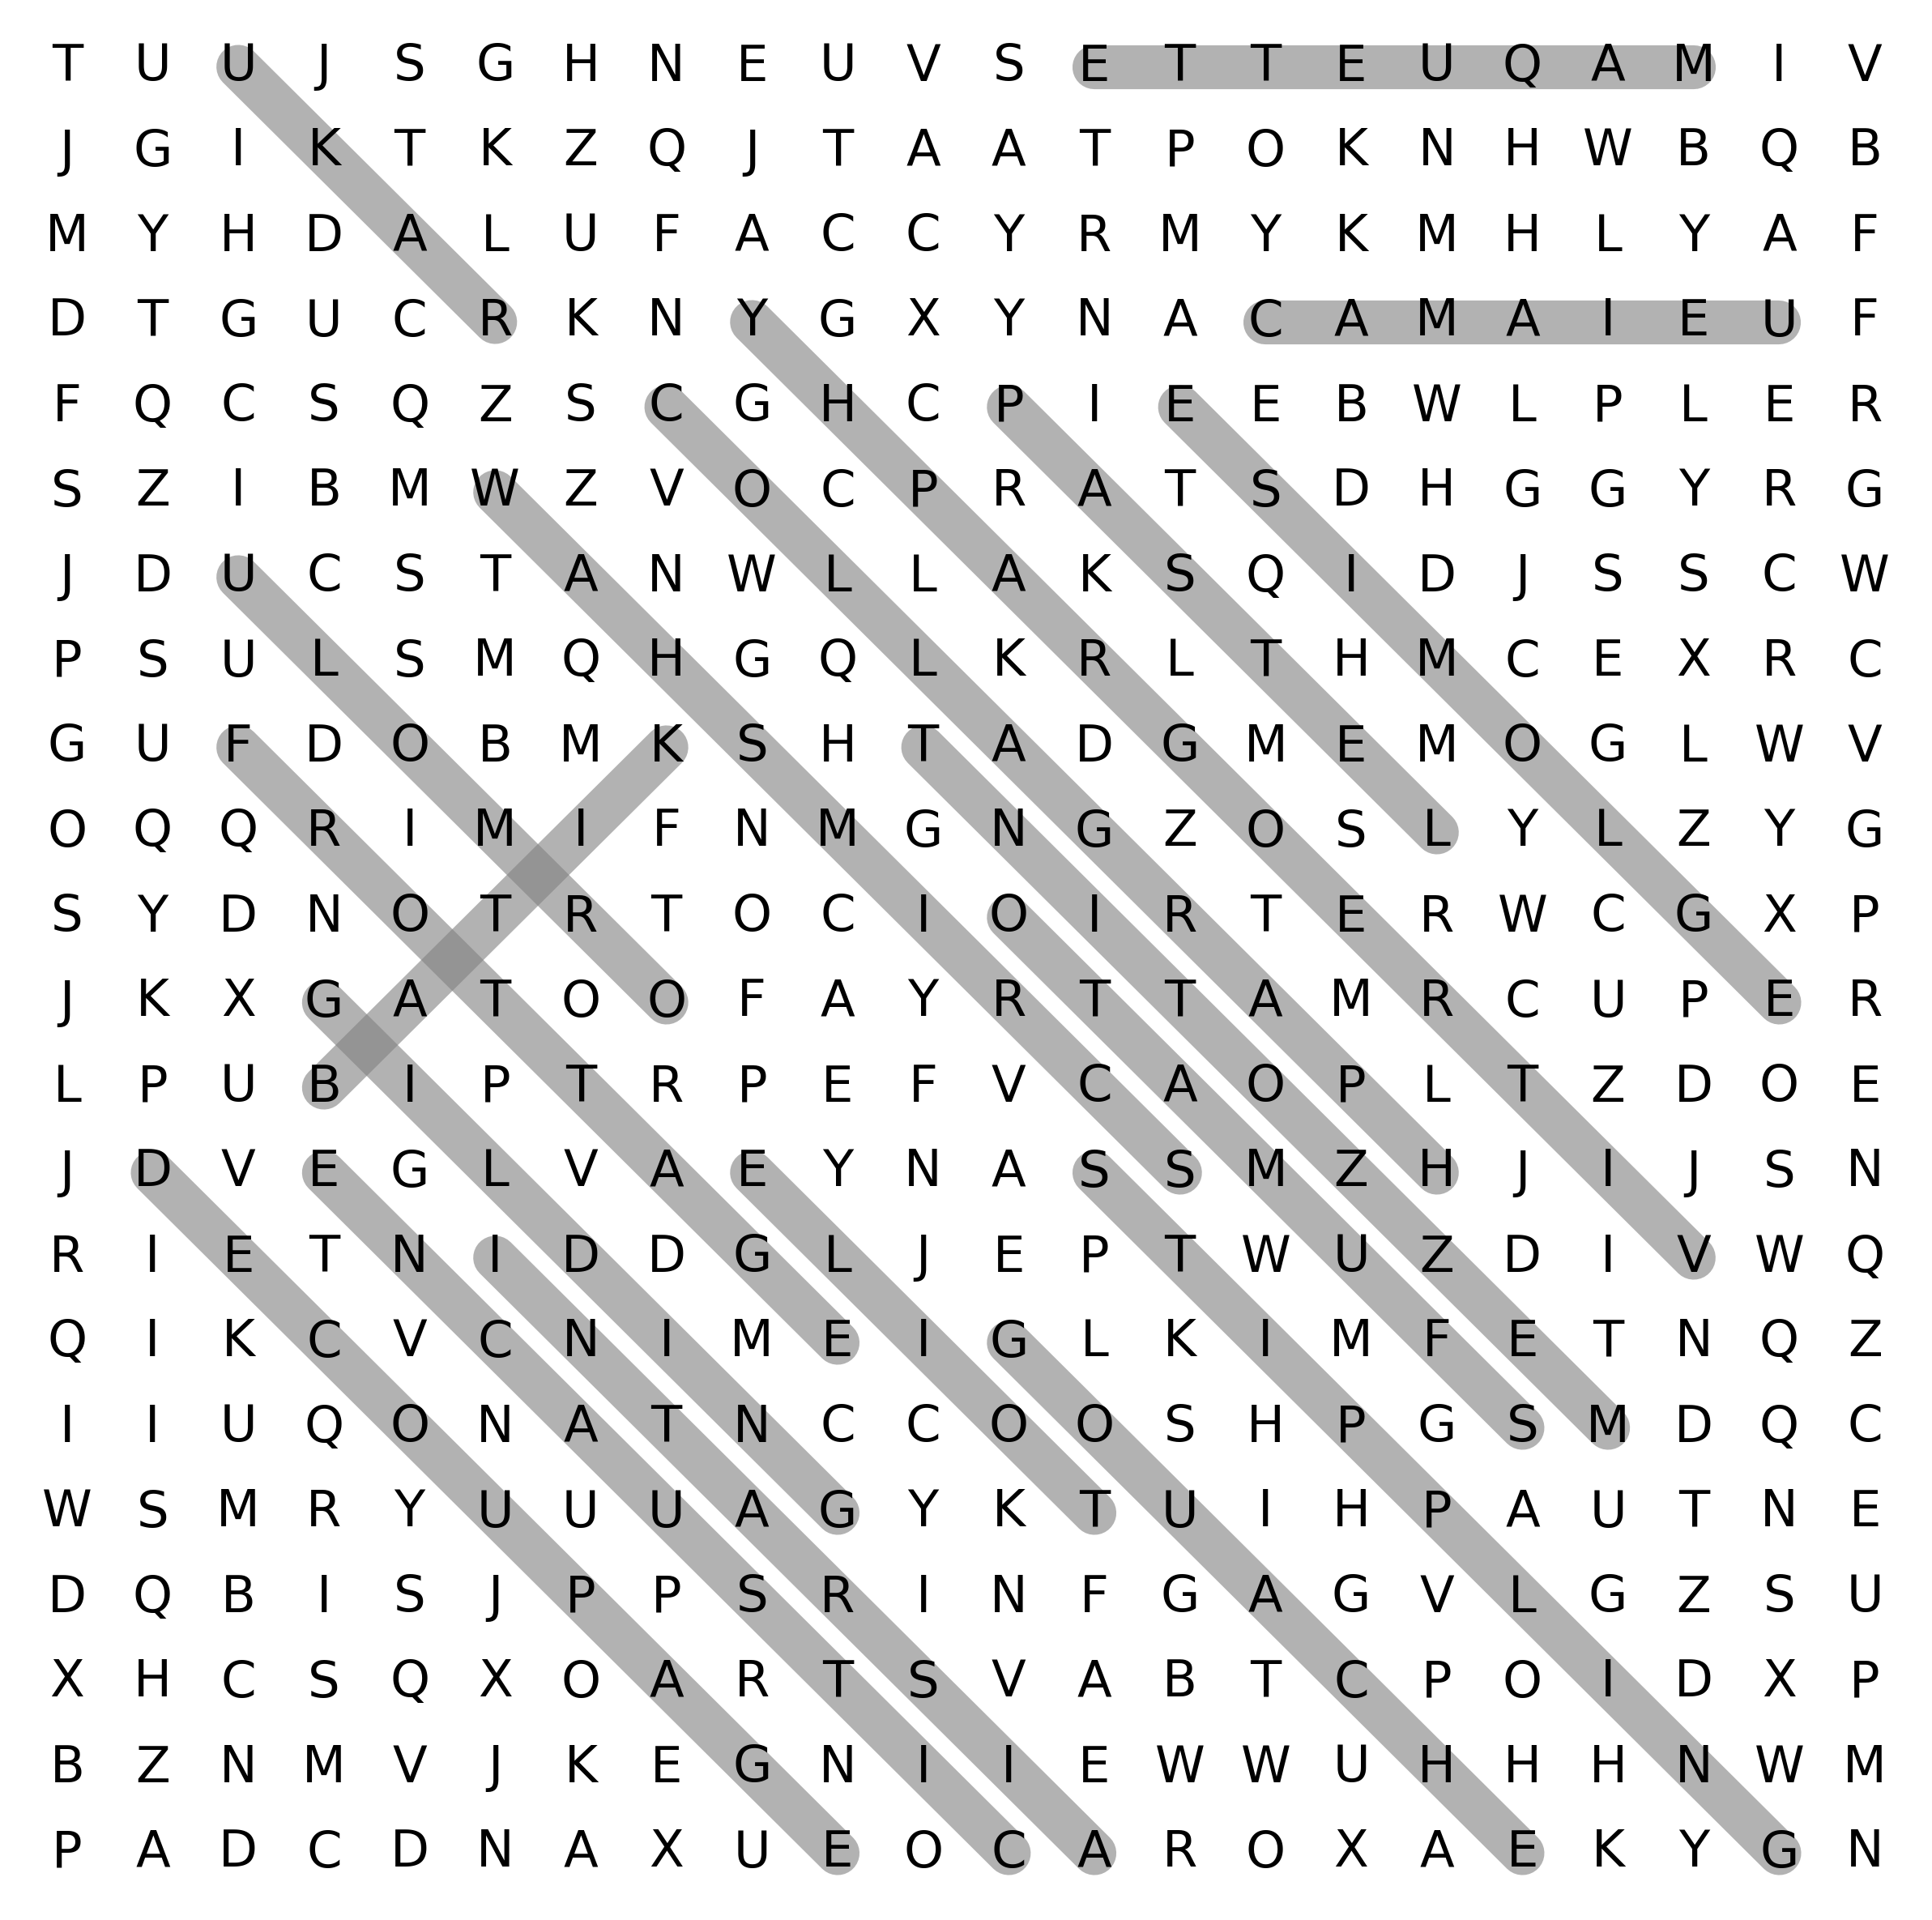 T U U J S G H N E U V S E T T E U Q A M I V
J G I K T K Z Q J T A A T P O K N H W B Q B
M Y H D A L U F A C C Y R M Y K M H L Y A F
D T G U C R K N Y G X Y N A C A M A I E U F
F Q C S Q Z S C G H C P I E E B W L P L E R
S Z I B M W Z V O C P R A T S D H G G Y R G
J D U C S T A N W L L A K S Q I D J S S C W
P S U L S M Q H G Q L K R L T H M C E X R C
G U F D O B M K S H T A D G M E M O G L W V
O Q Q R I M I F N M G N G Z O S L Y L Z Y G
S Y D N O T R T O C I O I R T E R W C G X P
J K X G A T O O F A Y R T T A M R C U P E R
L P U B I P T R P E F V C A O P L T Z D O E
J D V E G L V A E Y N A S S M Z H J I J S N
R I E T N I D D G L J E P T W U Z D I V W Q
Q I K C V C N I M E I G L K I M F E T N Q Z
I I U Q O N A T N C C O O S H P G S M D Q C
W S M R Y U U U A G Y K T U I H P A U T N E
D Q B I S J P P S R I N F G A G V L G Z S U
X H C S Q X O A R T S V A B T C P O I D X P
B Z N M V J K E G N I I E W W U H H H N W M
P A D C D N A X U E O C A R O X A E K Y G N